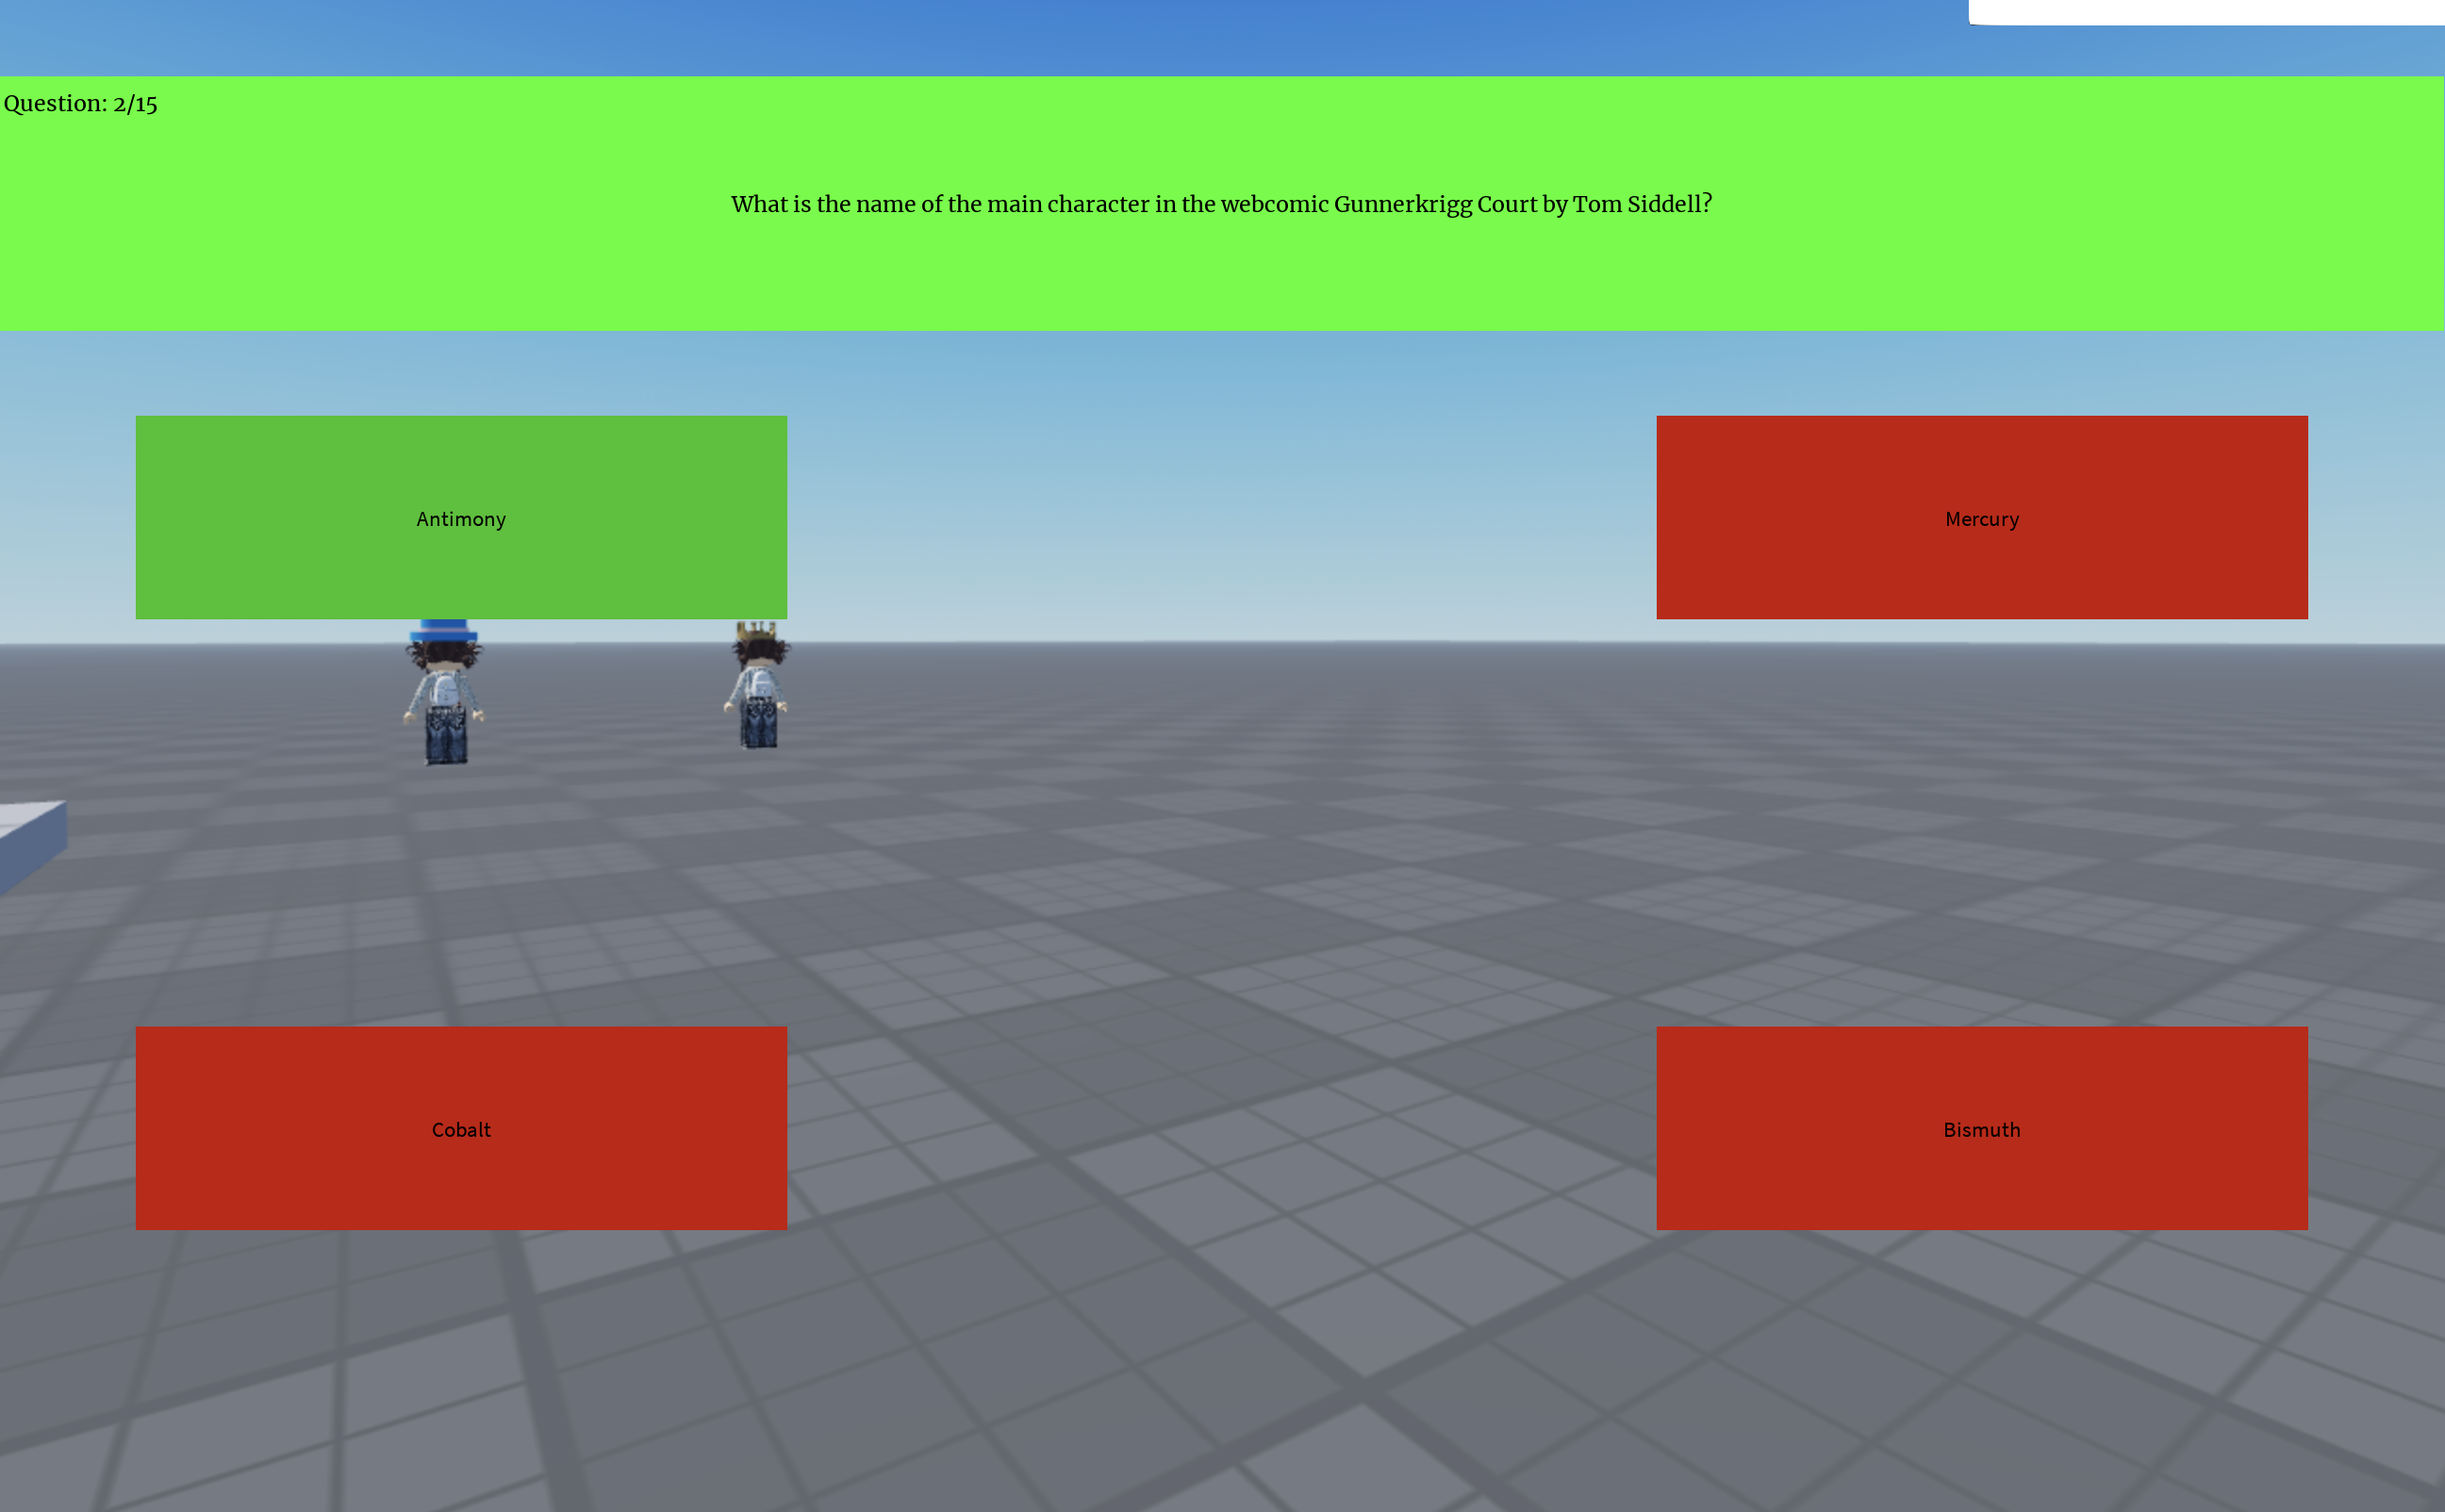 Question: 2/15
What is the name of the main character in the webcomic Gunnerkrigg Court by Tom Siddell?
Antimony
Mercury
Cobalt
Bismuth